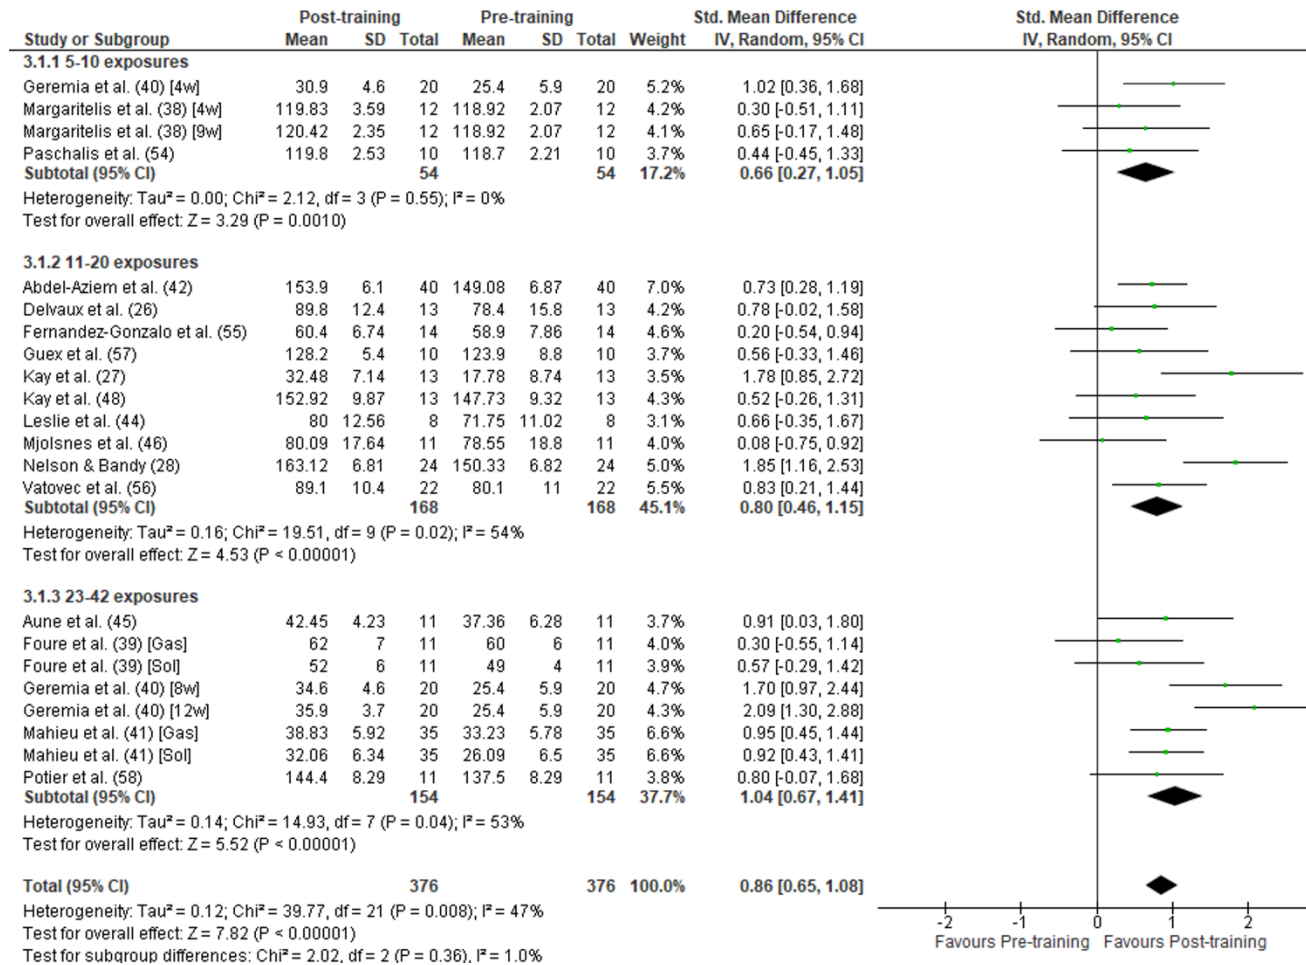 Post-training Pre-training Std. Mean Difference Std. Mean Difference
Study or Subgroup Mean SD Total Mean SD Total Weight IV, Random, 95% CI IV, Random, 95% CI
3.1.1 5-10 exposures
Geremia et al. (40) [4w] 30.9 4.6 20 25.4 5.9 20 5.2% 1.02 [0.36, 1.68]
Margaritelis et al. (38) [4w] 119.83 3.59 12 118.92 2.07 12 4.2% 0.30 [-0.51, 1.11]
Margaritelis et al. (38) [9w] 120.42 2.35 12 118.92 2.07 12 4.1% 0.65 [-0.17, 1.48]
Paschalis et al. (54) 119.8 2.53 10 118.7 2.21 10 3.7% 0.44 [-0.45, 1.33]
Subtotal (95% CI) 54 54 17.2% 0.66 [0.27, 1.05]
Heterogeneity: Tau² = 0.00; Chi² = 2.12, df = 3 (P = 0.55); I² = 0%
Test for overall effect: Z = 3.29 (P = 0.0010)
3.1.2 11-20 exposures
Abdel-Aziem et al. (42) 153.9 6.1 40 149.08 6.87 40 7.0% 0.73 [0.28, 1.19]
Delvaux et al. (26) 89.8 12.4 13 78.4 15.8 13 4.2% 0.78 [-0.02, 1.58]
Fernandez-Gonzalo et al. (55) 60.4 6.74 14 58.9 7.86 14 4.6% 0.20 [-0.54, 0.94]
Guex et al. (57) 128.2 5.4 10 123.9 8.8 10 3.7% 0.56 [-0.33, 1.46]
Kay et al. (27) 32.48 7.14 13 17.78 8.74 13 3.5% 1.78 [0.85, 2.72]
Kay et al. (48) 152.92 9.87 13 147.73 9.32 13 4.3% 0.52 [-0.26, 1.31]
Leslie et al. (44) 80 12.56 8 71.75 11.02 8 3.1% 0.66 [-0.35, 1.67]
Mjolsnes et al. (46) 80.09 17.64 11 78.55 18.8 11 4.0% 0.08 [-0.75, 0.92]
Nelson & Bandy (28) 163.12 6.81 24 150.33 6.82 24 5.0% 1.85 [1.16, 2.53]
Vatovec et al. (56) 89.1 10.4 22 80.1 11 22 5.5% 0.83 [0.21, 1.44]
Subtotal (95% CI) 168 168 45.1% 0.80 [0.46, 1.15]
Heterogeneity: Tau² = 0.16; Chi² = 19.51, df = 9 (P = 0.02); I² = 54%
Test for overall effect: Z = 4.53 (P < 0.00001)
3.1.3 23-42 exposures
Aune et al. (45) 42.45 4.23 11 37.36 6.28 11 3.7% 0.91 [0.03, 1.80]
Foure et al. (39) [Gas] 62 7 11 60 6 11 4.0% 0.30 [-0.55, 1.14]
Foure et al. (39) [Sol] 52 6 11 49 4 11 3.9% 0.57 [-0.29, 1.42]
Geremia et al. (40) [8w] 34.6 4.6 20 25.4 5.9 20 4.7% 1.70 [0.97, 2.44]
Geremia et al. (40) [12w] 35.9 3.7 20 25.4 5.9 20 4.3% 2.09 [1.30, 2.88]
Mahieu et al. (41) [Gas] 38.83 5.92 35 33.23 5.78 35 6.6% 0.95 [0.45, 1.44]
Mahieu et al. (41) [Sol] 32.06 6.34 35 26.09 6.5 35 6.6% 0.92 [0.43, 1.41]
Potier et al. (58) 144.4 8.29 11 137.5 8.29 11 3.8% 0.80 [-0.07, 1.68]
Subtotal (95% CI) 154 154 37.7% 1.04 [0.67, 1.41]
Heterogeneity: Tau² = 0.14; Chi² = 14.93, df = 7 (P = 0.04); I² = 53%
Test for overall effect: Z = 5.52 (P < 0.00001)
Total (95% CI) 376 376 100.0% 0.86 [0.65, 1.08]
Heterogeneity: Tau² = 0.12; Chi² = 39.77, df = 21 (P = 0.008); I² = 47%
Test for overall effect: Z = 7.82 (P < 0.00001)
Test for subgroup differences: Chi² = 2.02, df = 2 (P = 0.36), I² = 1.0%
-2 -1 0 1 2
Favours Pre-training Favours Post-training